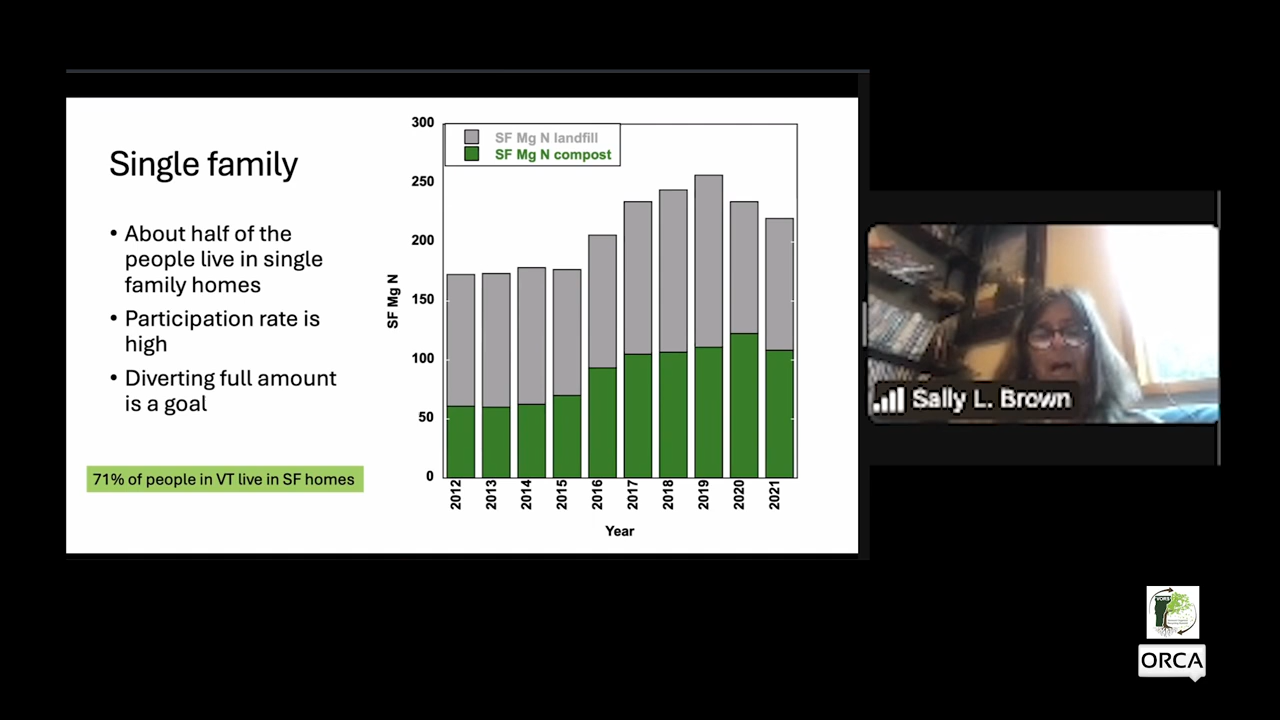 Single family
• About half of the
people live in single
family homes
• Participation rate is
high
• Diverting full amount
is a goal
71% of people in VT live in SF homes
SF Mg N landfill
SF Mg N compost
SF Mg N
300
250
200
150
100
50
0
2012
2013
2014
2015
2016
2017
2018
2019
2020
2021
Year
Sally L. Brown
ORCA